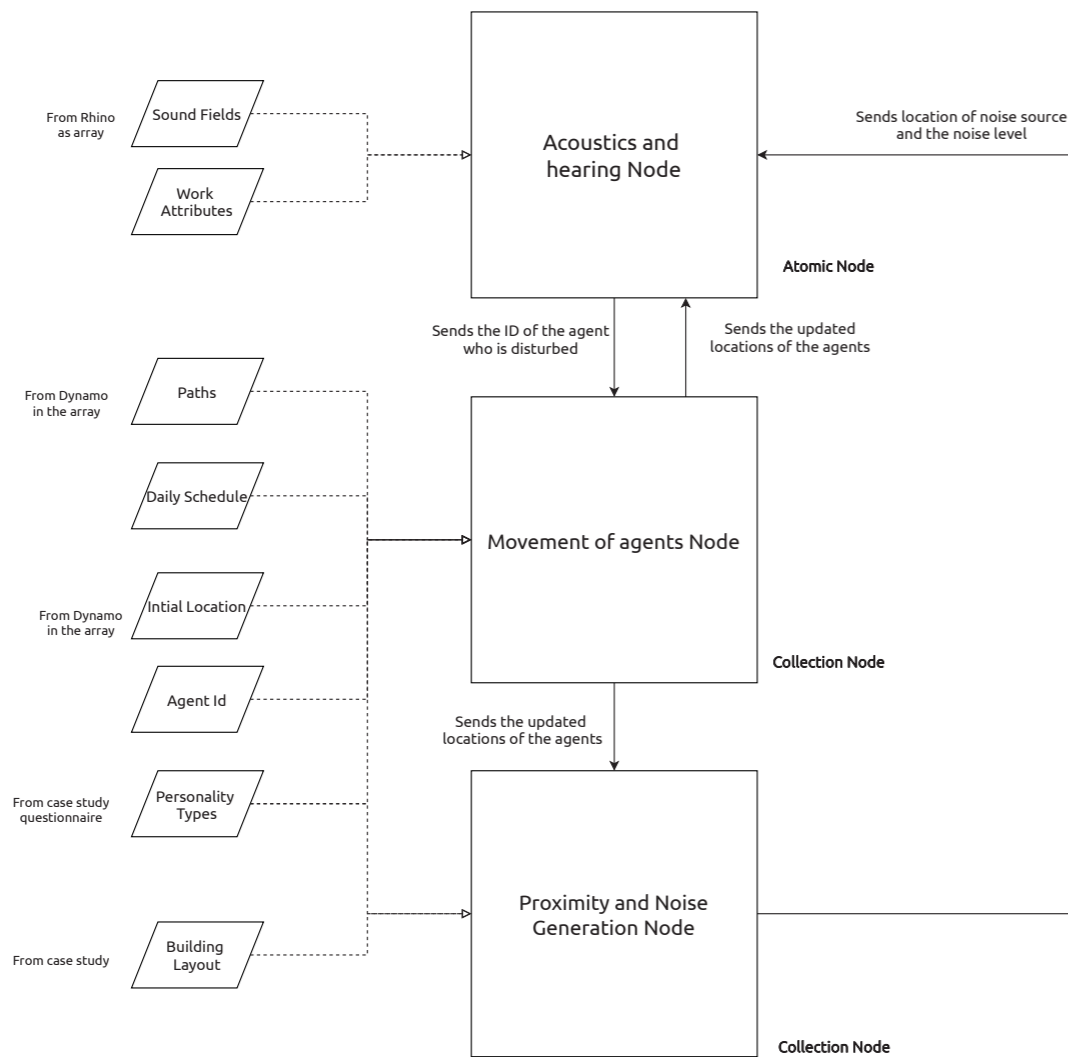 From Rhino
as array
Sound Fields
Work
Attributes
Acoustics and
hearing Node
Sends location of noise source
and the noise level
Atomic Node
Sends the ID of the agent
who is disturbed
Sends the updated
locations of the agents
From Dynamo
in the array
Paths
Daily Schedule
Movement of agents Node
From Dynamo
in the array
Intial Location
Collection Node
Agent Id
Sends the updated
locations of the agents
From case study
questionnaire
Personality
Types
Proximity and Noise
Generation Node
From case study
Building
Layout
Collection Node